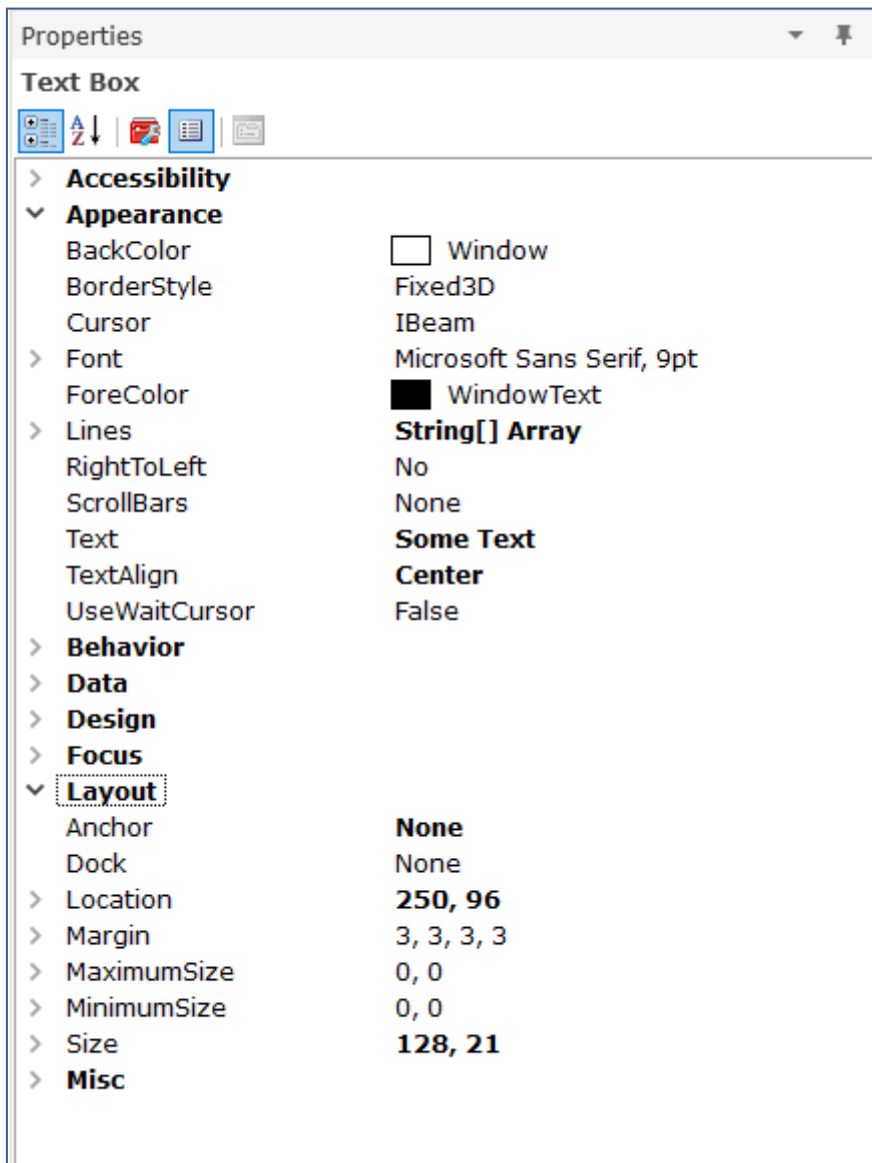 Properties
Text Box
A
Z
Accessibility
Appearance
BackColor Window
BorderStyle Fixed3D
Cursor IBeam
Font Microsoft Sans Serif, 9pt
ForeColor WindowText
Lines String[] Array
RightToLeft No
ScrollBars None
Text Some Text
TextAlign Center
UseWaitCursor False
Behavior
Data
Design
Focus
Layout
Anchor None
Dock None
Location 250, 96
Margin 3, 3, 3, 3
MaximumSize 0, 0
MinimumSize 0, 0
Size 128, 21
Misc